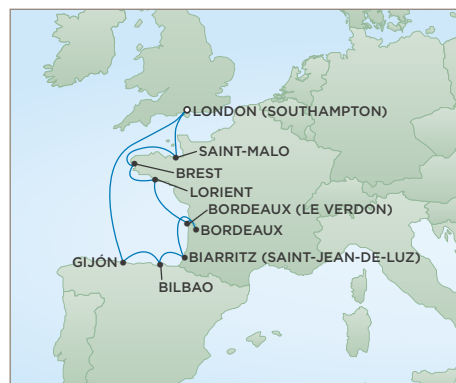 LONDON (SOUTHAMPTON)
SAINT-MALO
BREST
LORIENT
BORDEAUX (LE VERDON)
BORDEAUX
BIARRITZ (SAINT-JEAN-DE-LUZ)
GIJÓN
BILBAO